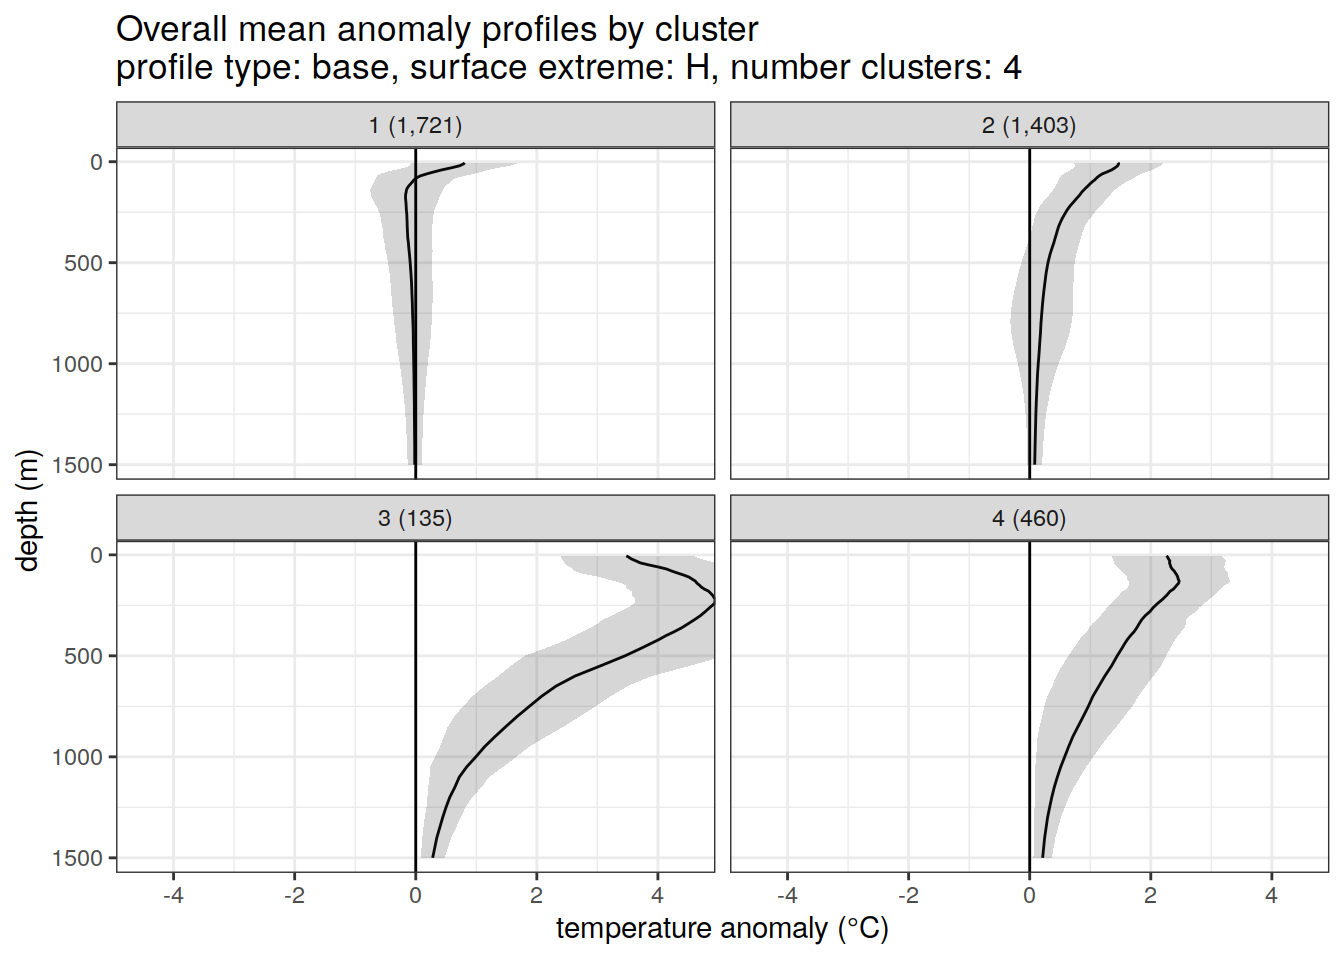 Overall mean anomaly profiles by cluster
profile type: base, surface extreme: H, number clusters: 4
1 (1,721)
2 (1,403)
0
500
1000
1500
3 (135)
4 (460)
0
500
1000
1500
depth (m)
-4 -2 0 2 4
-4 -2 0 2 4
temperature anomaly (°C)